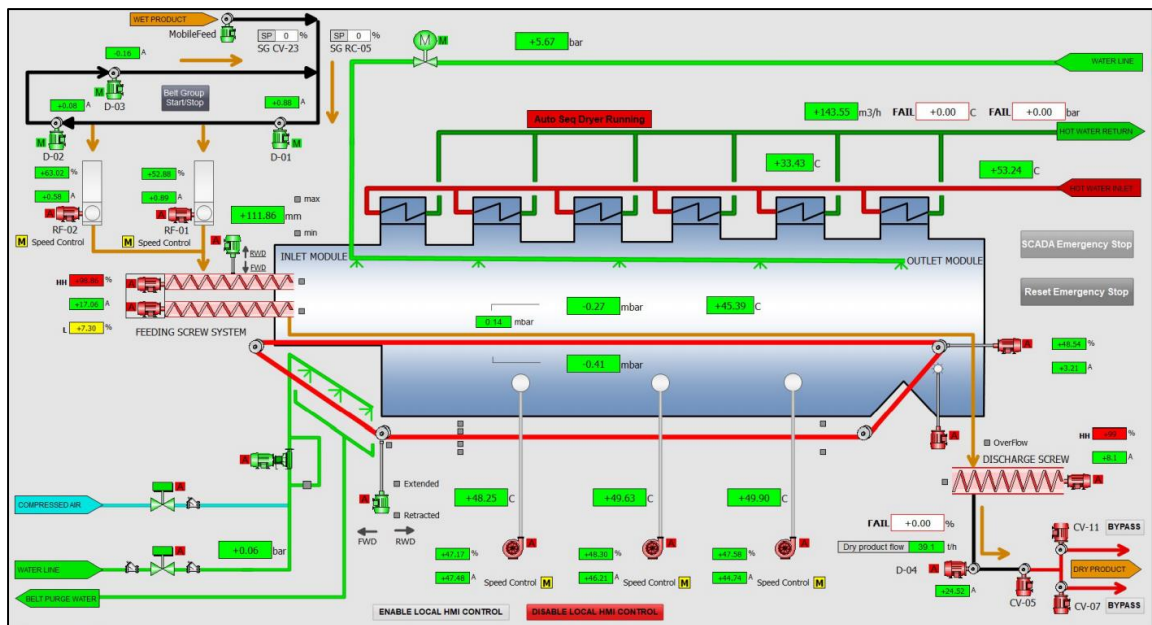 WET PRODUCT
MobileFeed
SP 0 %
SG CV-23
SP 0 %
SG RC-05
M M
+5.67 bar
WATER LINE
-0.16 A
D-03
M
Belt Group
Start/Stop
+0.08 A
+0.88 A
M
D-02
M
D-01
Auto Seq Dryer Running
+143.55 m3/h
FAIL +0.00 C
FAIL +0.00 bar
HOT WATER RETURN
+33.43 C
+53.24 C
HOT WATER INLET
+63.02 %
+0.58 A
A
RF-02
M Speed Control
+52.88 %
+0.69 A
A
RF-01
M Speed Control
max
+111.86 mm
min
A
RWD
FWD
INLET MODULE
OUTLET MODULE
SCADA Emergency Stop
Reset Emergency Stop
HH %
A
+17.06 A
A
L +7.30 %
FEEDING SCREW SYSTEM
-0.27 mbar
+45.39 C
0.14 mbar
-0.41 mbar
A
+48.54 %
+3.21 A
A
OverFlow
DISCHARGE SCREW
HH +99 %
+8.1 A
A
A
COMPRESSED AIR
A
A
Extended
Retracted
FWD RWD
+48.25 C
+49.63 C
+49.90 C
FAIL +0.00 %
Dry product flow 39.1 t/h
D-04
A
+24.52 A
CV-05
CV-11 BYPASS
DRY PRODUCT
CV-07 BYPASS
WATER LINE
A
+0.06 bar
BELT PURGE WATER
+47.17 %
+47.48 A
A
Speed Control M
+48.30 %
+46.21 A
A
Speed Control M
+47.58 %
+44.74 A
A
Speed Control M
ENABLE LOCAL HMI CONTROL
DISABLE LOCAL HMI CONTROL